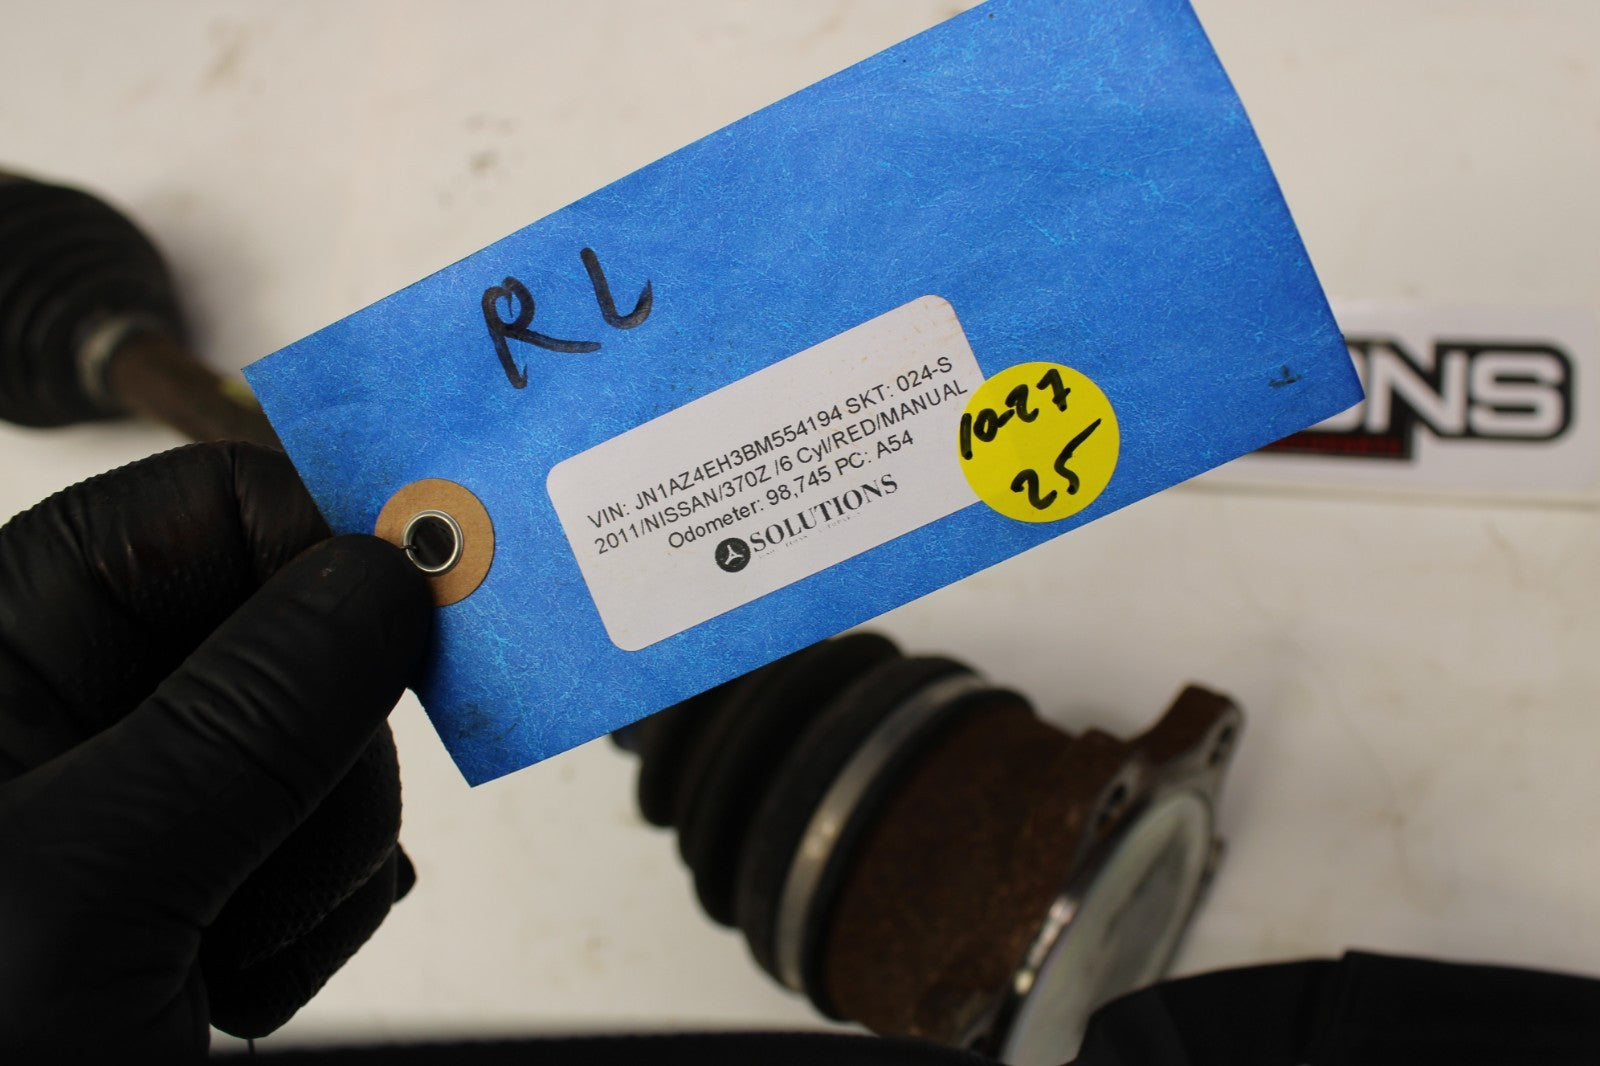 RL
VIN: JN1AZ4EH3BM554194 SKT: 024-S
2011/NISSAN/370Z /6 Cyl/RED/MANUAL
Odometer: 98,745 PC: A54
SOLUTIONS
10-27
25